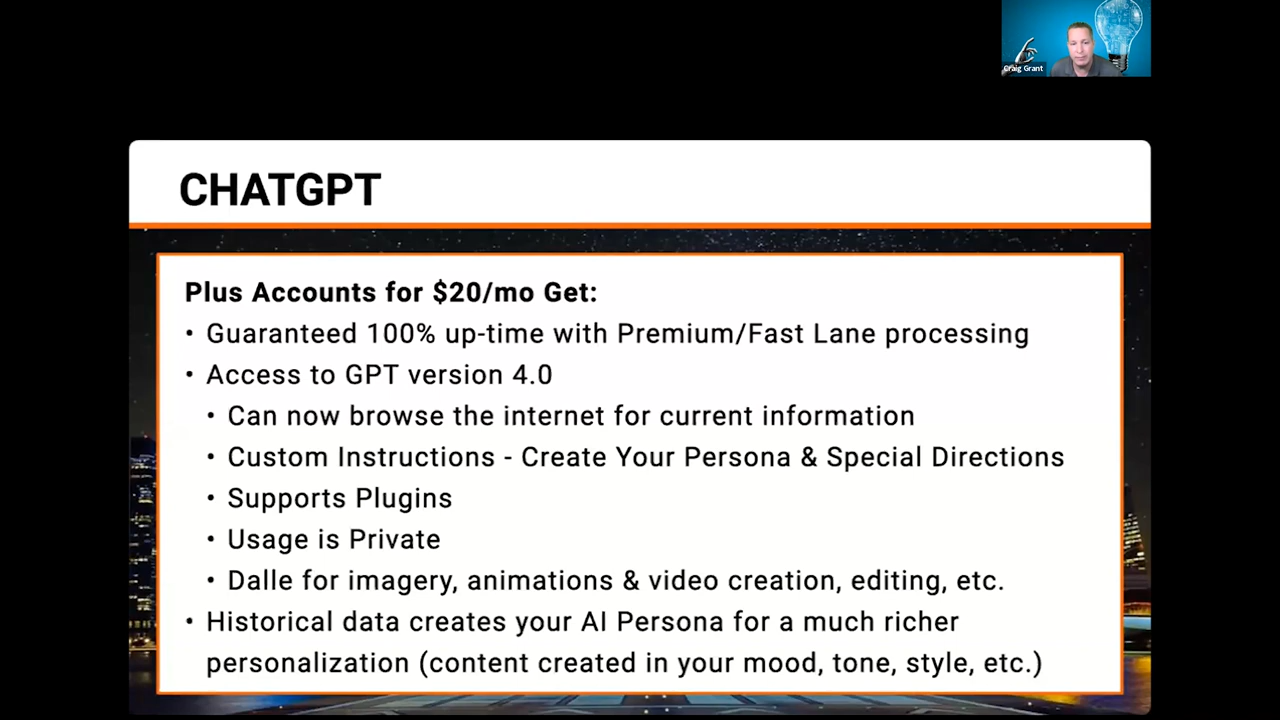 Craig Grant
CHATGPT
Plus Accounts for $20/mo Get:
• Guaranteed 100% up-time with Premium/Fast Lane processing
• Access to GPT version 4.0
• Can now browse the internet for current information
• Custom Instructions - Create Your Persona & Special Directions
• Supports Plugins
• Usage is Private
• Dalle for imagery, animations & video creation, editing, etc.
• Historical data creates your AI Persona for a much richer
personalization (content created in your mood, tone, style, etc.)